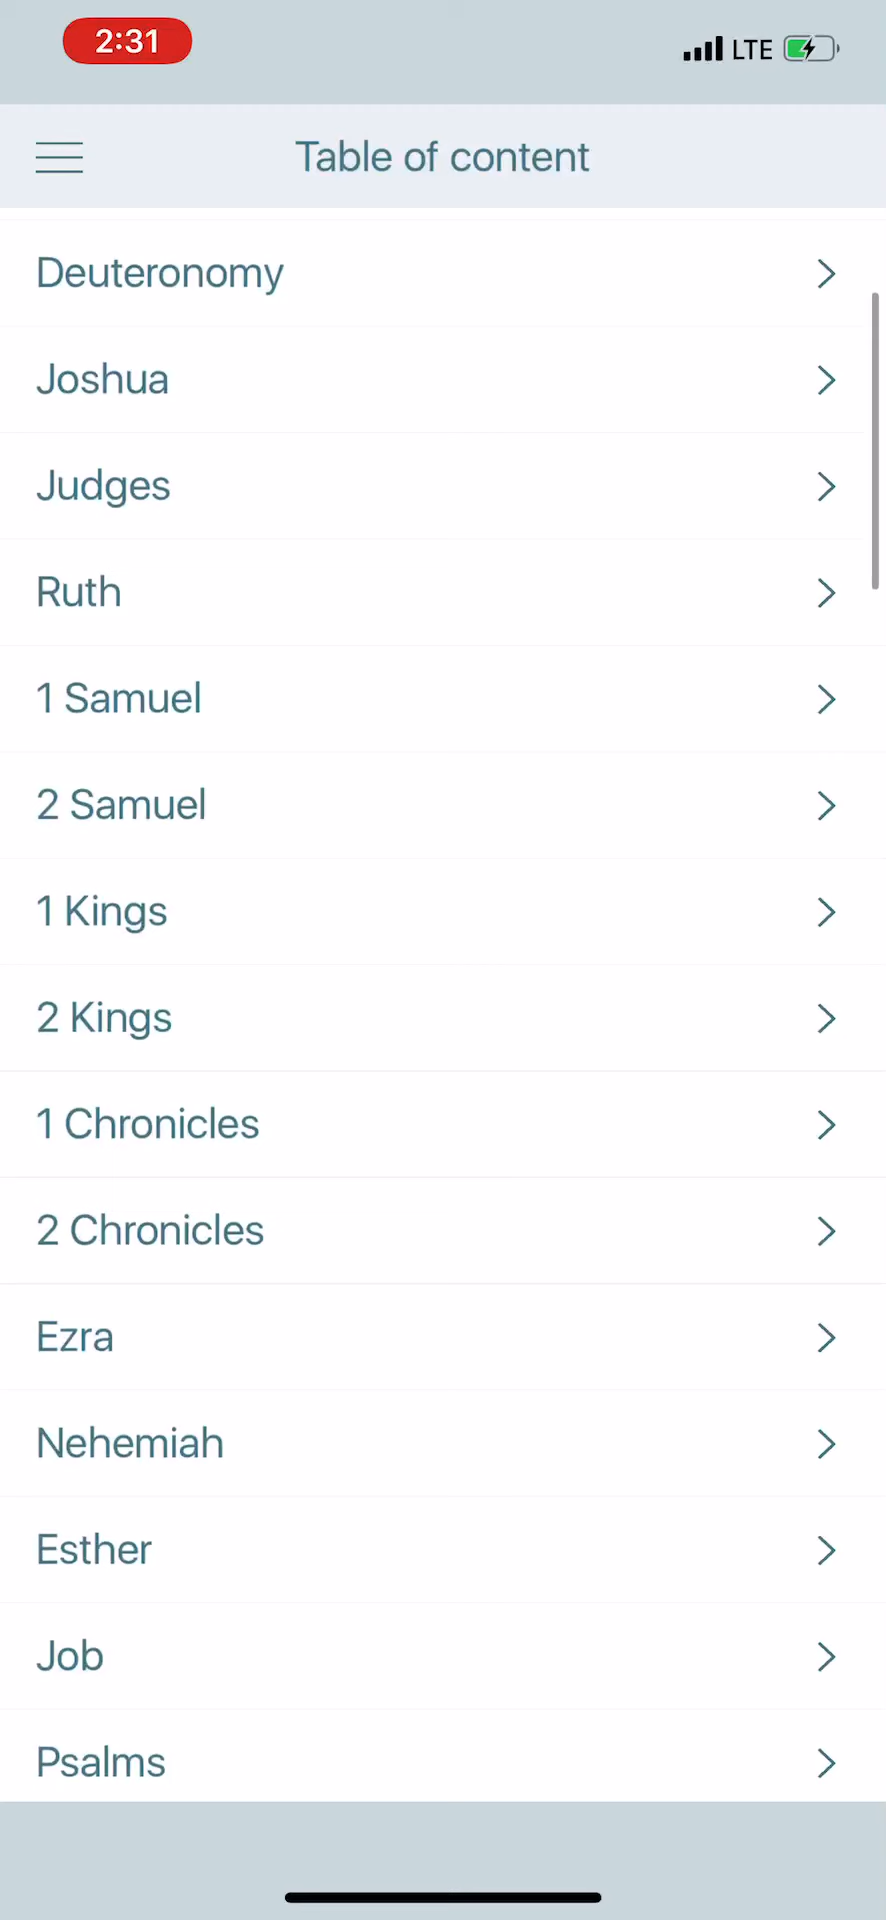 2:31
LTE
Table of content
Deuteronomy
Joshua
Judges
Ruth
1 Samuel
2 Samuel
1 Kings
2 Kings
1 Chronicles
2 Chronicles
Ezra
Nehemiah
Esther
Job
Psalms